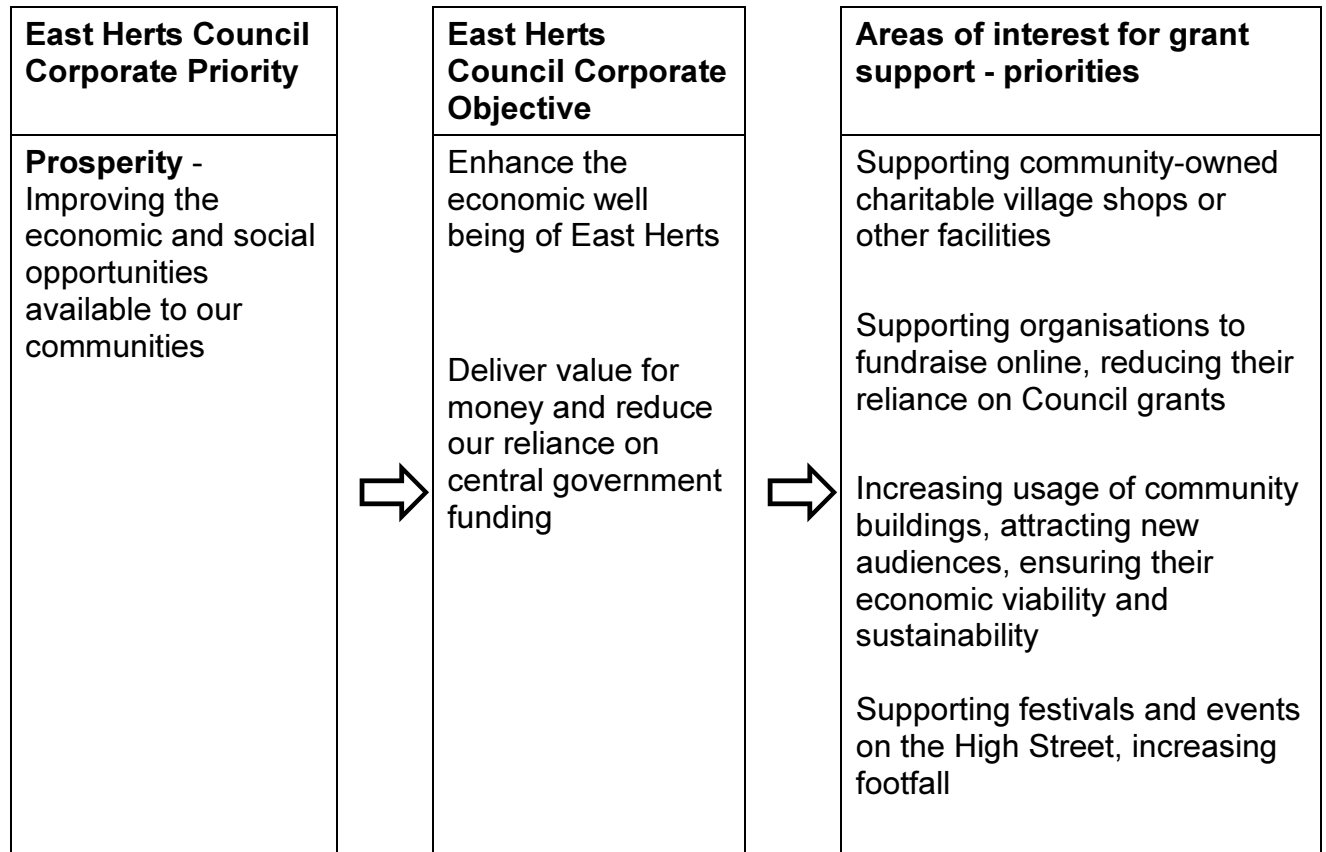 East Herts Council
Corporate Priority
Prosperity -
Improving the
economic and social
opportunities
available to our
communities
East Herts
Council Corporate
Objective
Enhance the
economic well
being of East Herts
Deliver value for
money and reduce
our reliance on
central government
funding
Areas of interest for grant
support - priorities
Supporting community-owned
charitable village shops or
other facilities
Supporting organisations to
fundraise online, reducing their
reliance on Council grants
Increasing usage of community
buildings, attracting new
audiences, ensuring their
economic viability and
sustainability
Supporting festivals and events
on the High Street, increasing
footfall